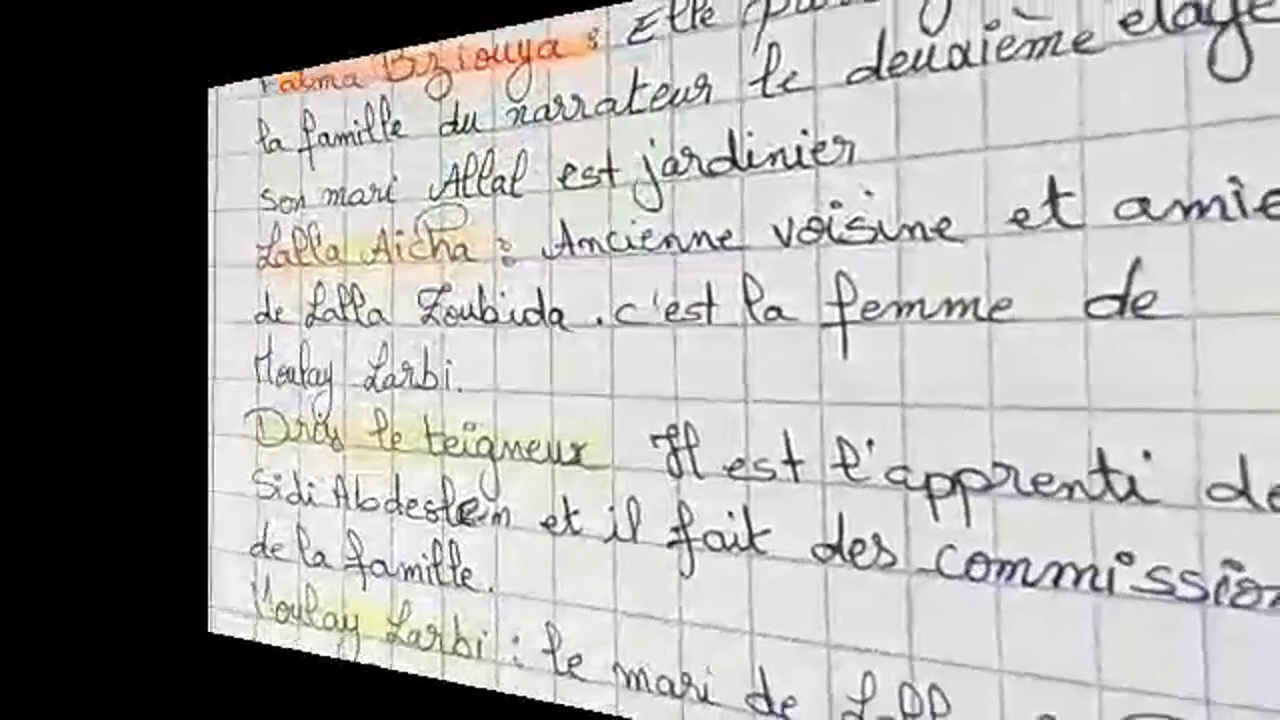 Fatma Bziouya : Elle
la famille du narrateur le deuxième étage
son mari Allal est jardinier
Lalla Aicha : Ancienne voisine et amie
de Lalla Zoubida . c'est la femme de
Moulay Larbi.
Driss le teigneux Il est l'apprenti de
Sidi Abdeslem et il fait des commission
de la famille.
Moulay Larbi : le mari de